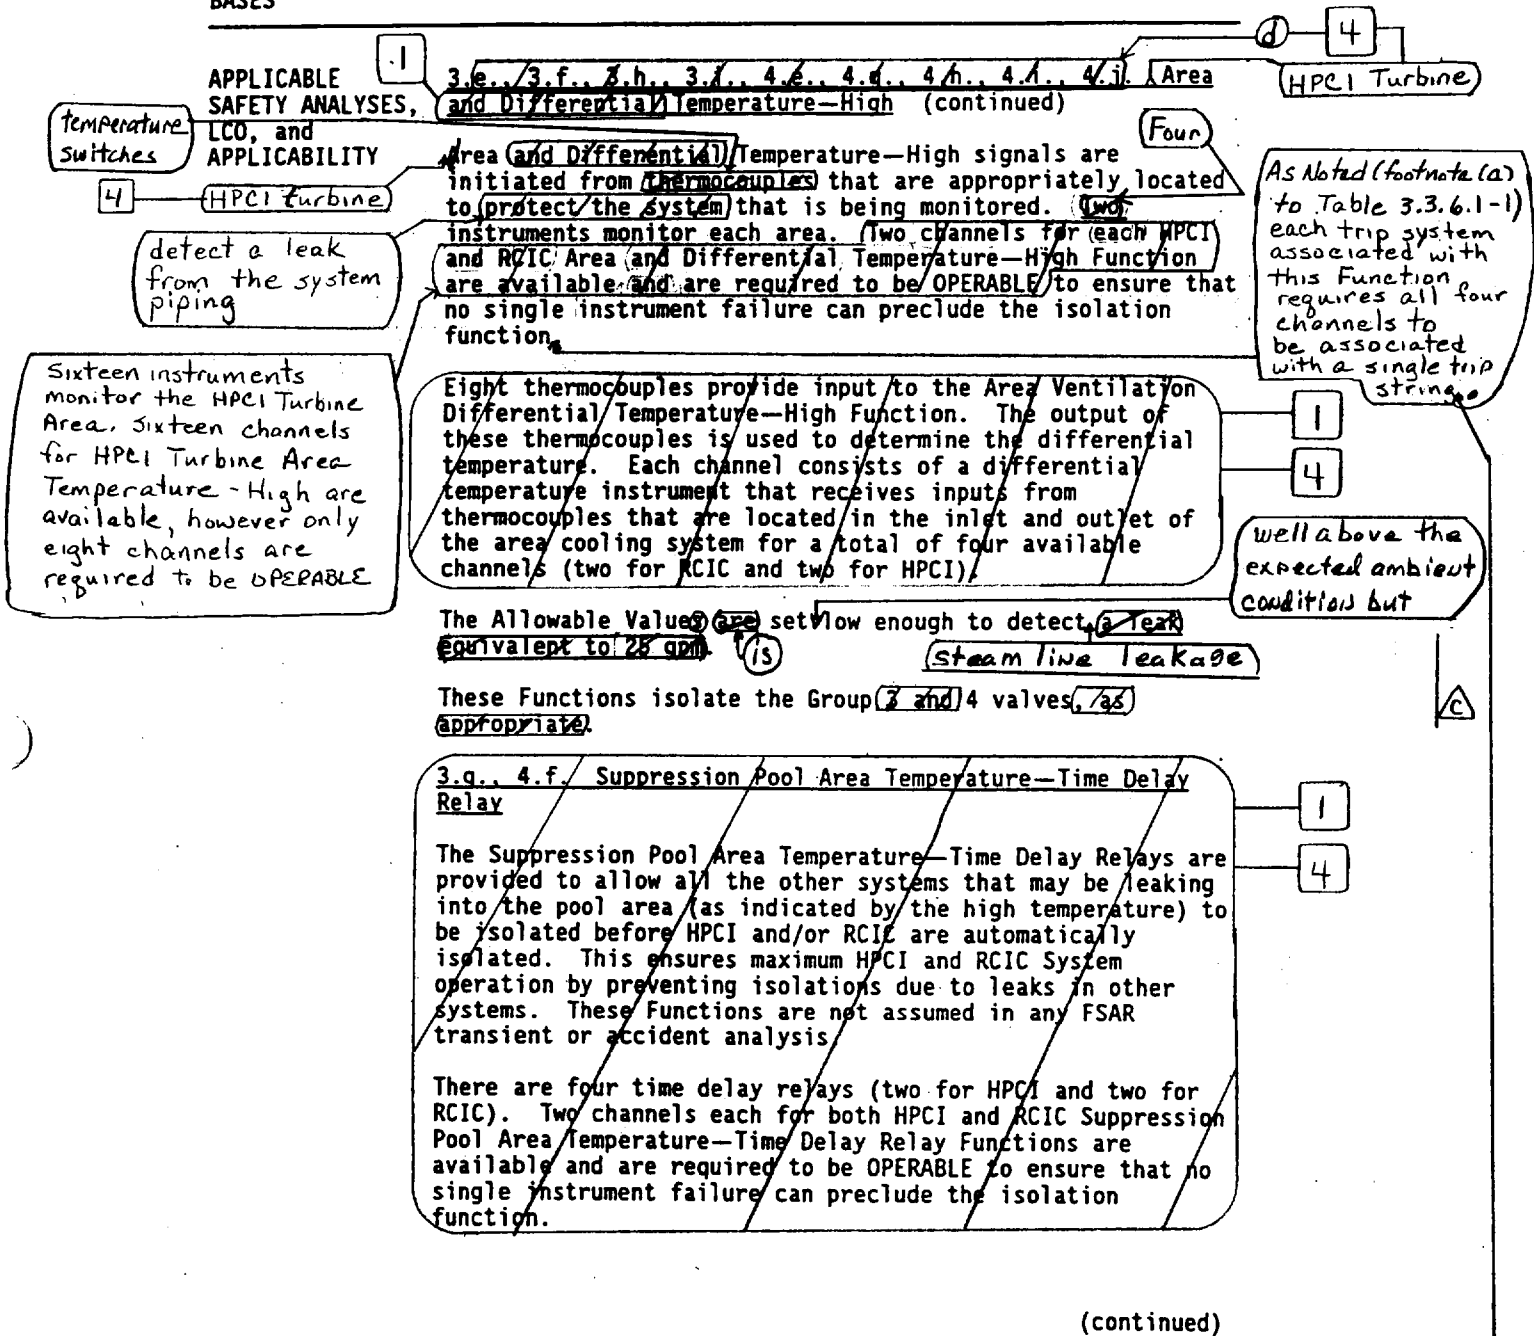 BASES
.1
d
4
HPCI Turbine
APPLICABLE
SAFETY ANALYSES,
LCO, and
APPLICABILITY
3.e., 3.f., 3.h., 3.i., 4.e., 4.g., 4.h., 4.i., 4.j. Area
and Differential Temperature—High (continued)
temperature
switches
4
HPCI turbine
Four
Area and Differential Temperature—High signals are
initiated from thermocouples that are appropriately located
to protect the system that is being monitored. Two
instruments monitor each area. Two channels for each HPCI
and RCIC Area and Differential Temperature—High Function
are available and are required to be OPERABLE to ensure that
no single instrument failure can preclude the isolation
function.
detect a leak
from the system
piping
As Noted (footnote (a)
to Table 3.3.6.1-1)
each trip system
associated with
this Function
requires all four
channels to
be associated
with a single trip
string.
Sixteen instruments
monitor the HPCI Turbine
Area. Sixteen channels
for HPCI Turbine Area
Temperature - High are
available, however only
eight channels are
required to be OPERABLE
Eight thermocouples provide input to the Area Ventilation
Differential Temperature—High Function. The output of
these thermocouples is used to determine the differential
temperature. Each channel consists of a differential
temperature instrument that receives inputs from
thermocouples that are located in the inlet and outlet of
the area cooling system for a total of four available
channels (two for RCIC and two for HPCI).
1
4
well above the
expected ambient
condition but
The Allowable Values are set low enough to detect a leak
equivalent to 25 gpm.
is
steam line leakage
These Functions isolate the Group 3 and 4 valves, as
appropriate.
C
3.g., 4.f. Suppression Pool Area Temperature—Time Delay
Relay
1
4
The Suppression Pool Area Temperature—Time Delay Relays are
provided to allow all the other systems that may be leaking
into the pool area (as indicated by the high temperature) to
be isolated before HPCI and/or RCIC are automatically
isolated. This ensures maximum HPCI and RCIC System
operation by preventing isolations due to leaks in other
systems. These Functions are not assumed in any FSAR
transient or accident analysis.
There are four time delay relays (two for HPCI and two for
RCIC). Two channels each for both HPCI and RCIC Suppression
Pool Area Temperature—Time Delay Relay Functions are
available and are required to be OPERABLE to ensure that no
single instrument failure can preclude the isolation
function.
(continued)